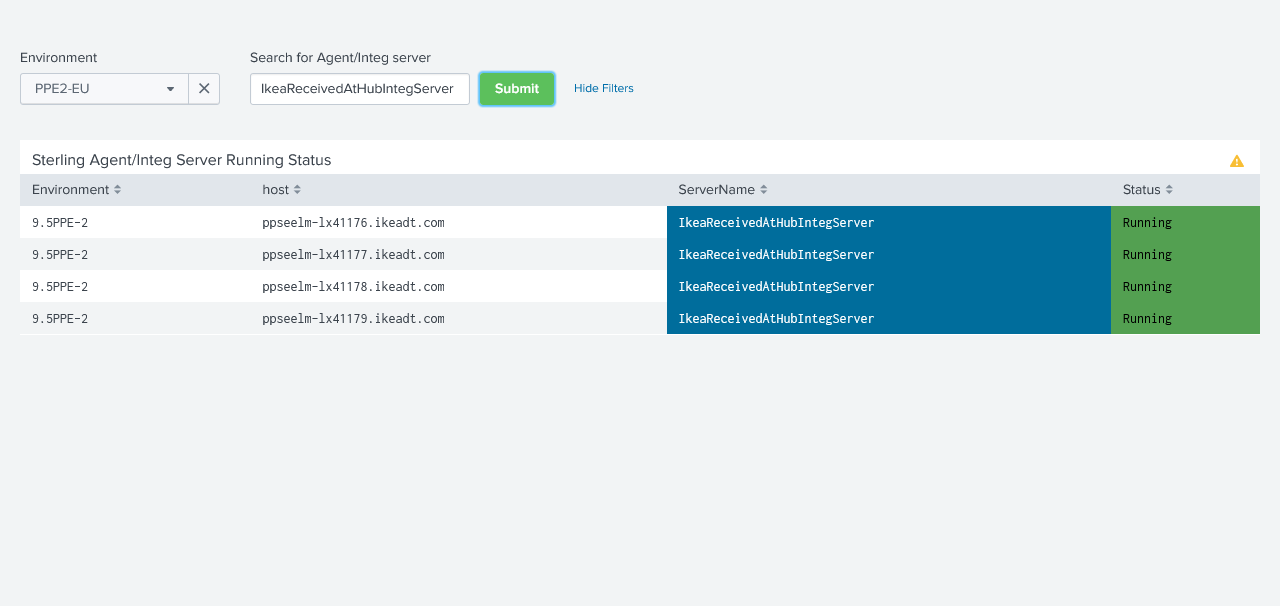 Environment Search for Agent/Integ server
PPE2-EU IkeaReceivedAtHubIntegServer Submit Hide Filters
Sterling Agent/Integ Server Running Status
Environment host ServerName Status
9.5PPE-2 ppseelm-lx41176.ikeadt.com IkeaReceivedAtHubIntegServer Running
9.5PPE-2 ppseelm-lx41177.ikeadt.com IkeaReceivedAtHubIntegServer Running
9.5PPE-2 ppseelm-lx41178.ikeadt.com IkeaReceivedAtHubIntegServer Running
9.5PPE-2 ppseelm-lx41179.ikeadt.com IkeaReceivedAtHubIntegServer Running